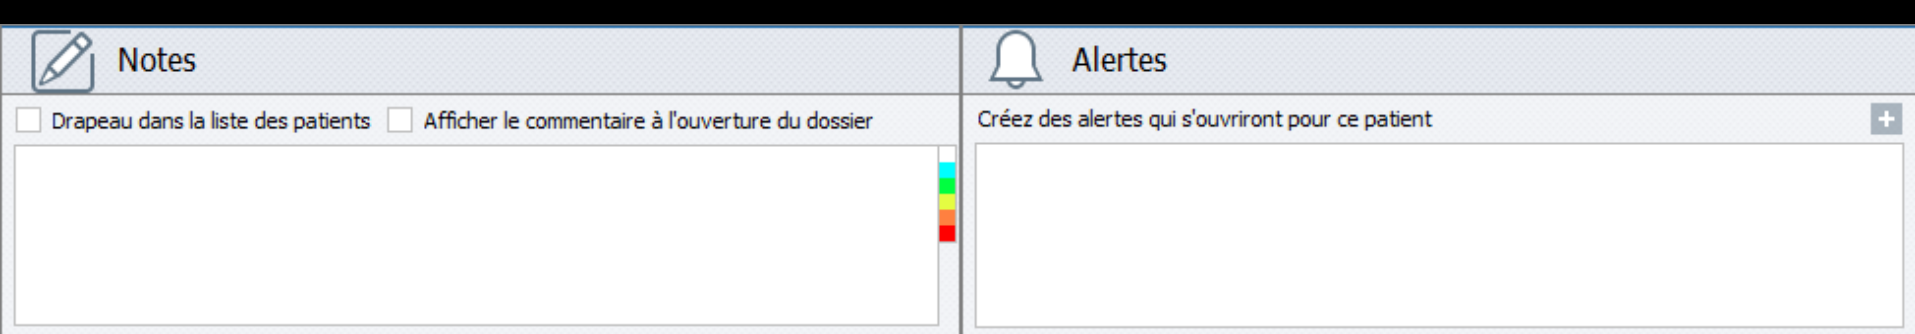 Notes
Drapeau dans la liste des patients
Afficher le commentaire à l'ouverture du dossier
Alertes
Créez des alertes qui s'ouvriront pour ce patient